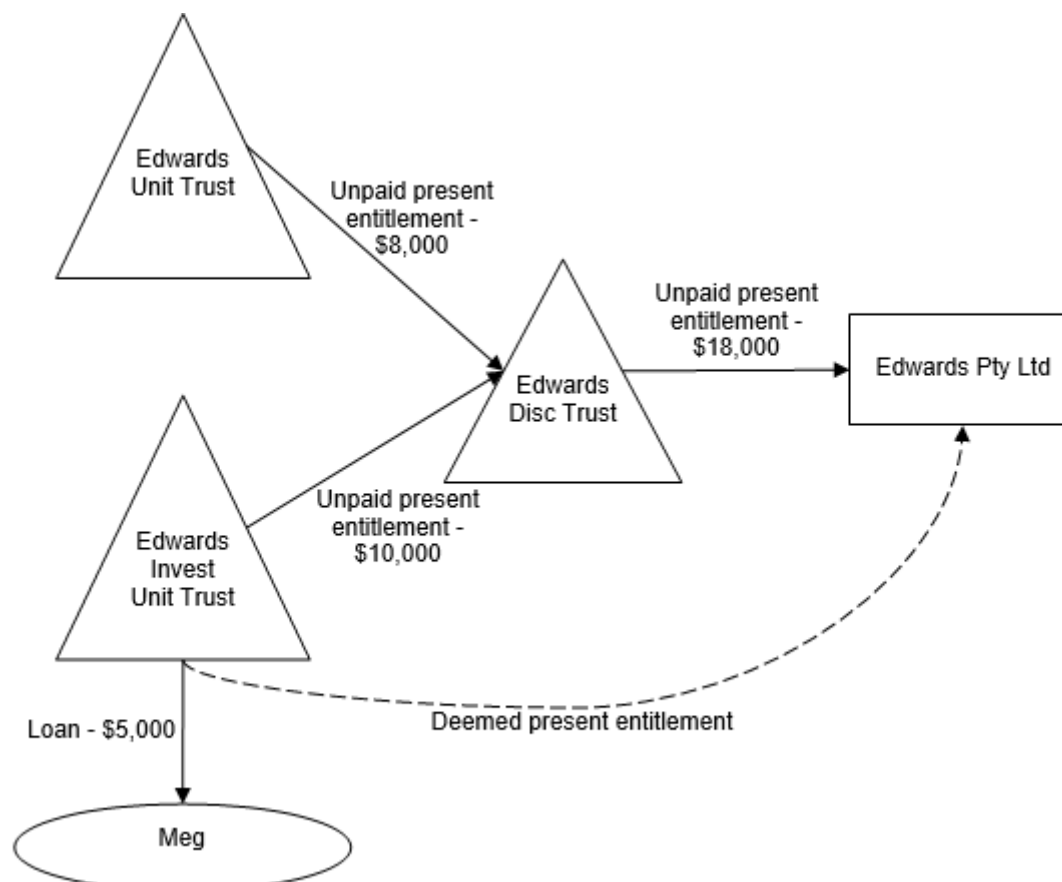 Edwards
Unit Trust
Unpaid present
entitlement -
$8,000
Unpaid present
entitlement -
$18,000
Edwards Pty Ltd
Edwards
Disc Trust
Unpaid present
entitlement -
$10,000
Edwards
Invest
Unit Trust
Loan - $5,000
Deemed present entitlement
Meg